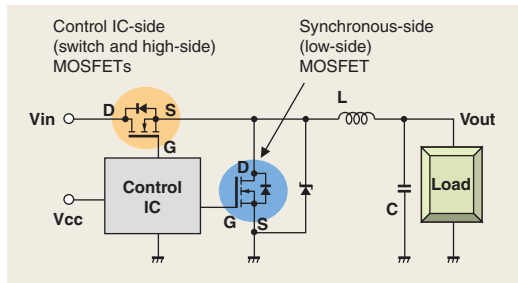 Control IC-side
(switch and high-side)
MOSFETs
Synchronous-side
(low-side)
MOSFET
L
Vin
D
S
Vout
G
D
Control
IC
Load
Vcc
C
G
S